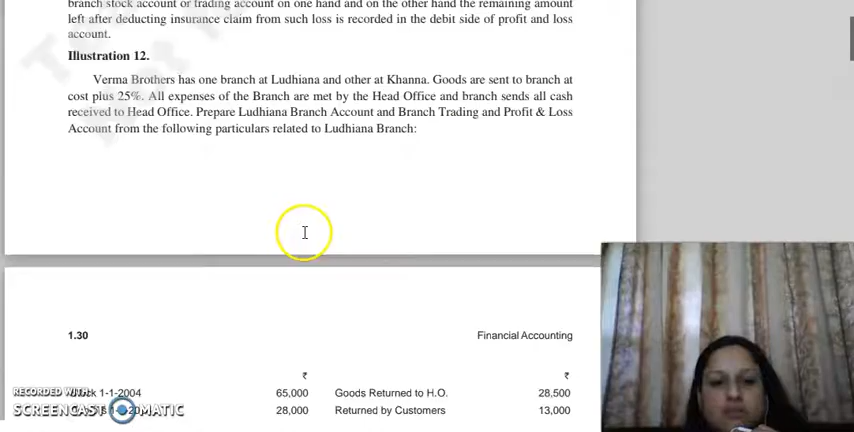 branch stock account or trading account on one hand and on the other hand the remaining amount
left after deducting insurance claim from such loss is recorded in the debit side of profit and loss
account.
Illustration 12.
Verma Brothers has one branch at Ludhiana and other at Khanna. Goods are sent to branch at
cost plus 25%. All expenses of the Branch are met by the Head Office and branch sends all cash
received to Head Office. Prepare Ludhiana Branch Account and Branch Trading and Profit & Loss
Account from the following particulars related to Ludhiana Branch:
1.30 Financial Accounting
₹ ₹
1-1-2004 65,000 Goods Returned to H.O. 28,500
28,000 Returned by Customers 13,000
RECORDED WITH
SCREENCAST MATIC